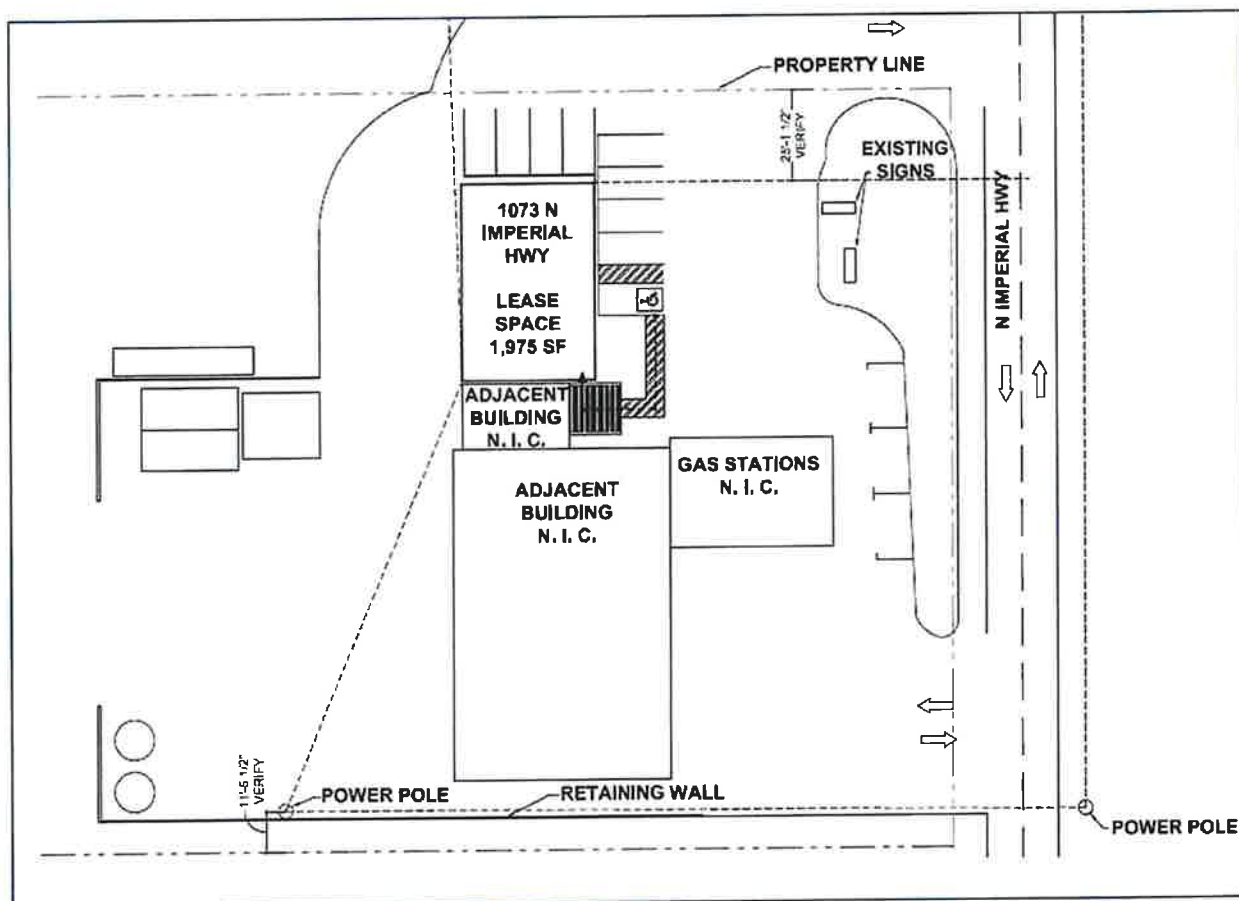 PROPERTY LINE
25'-1 1/2"
VERIFY
EXISTING
SIGNS
N IMPERIAL HWY
1073 N
IMPERIAL
HWY
LEASE
SPACE
1,975 SF
ADJACENT
BUILDING
N. I. C.
GAS STATIONS
N. I. C.
ADJACENT
BUILDING
N. I. C.
11'-6 1/2"
VERIFY
POWER POLE
RETAINING WALL
POWER POLE